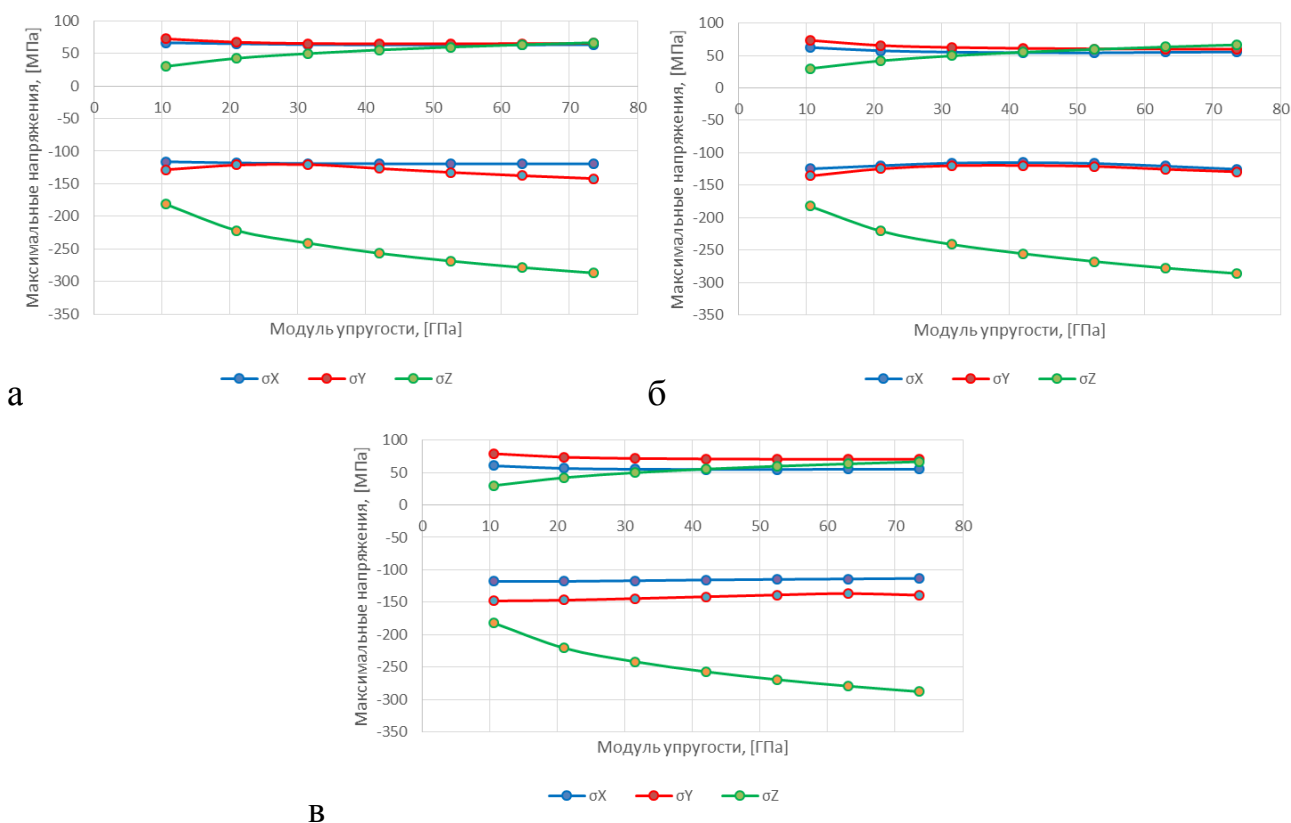 Максимальные напряжения, [МПа]
100
50
0
-50
-100
-150
-200
-250
-300
-350
0 10 20 30 40 50 60 70 80
Модуль упругости, [ГПа]
σX σY σZ
а
Максимальные напряжения, [МПа]
100
50
0
-50
-100
-150
-200
-250
-300
-350
0 10 20 30 40 50 60 70 80
Модуль упругости, [ГПа]
σX σY σZ
б
Максимальные напряжения, [МПа]
100
50
0
-50
-100
-150
-200
-250
-300
-350
0 10 20 30 40 50 60 70 80
Модуль упругости, [ГПа]
σX σY σZ
в